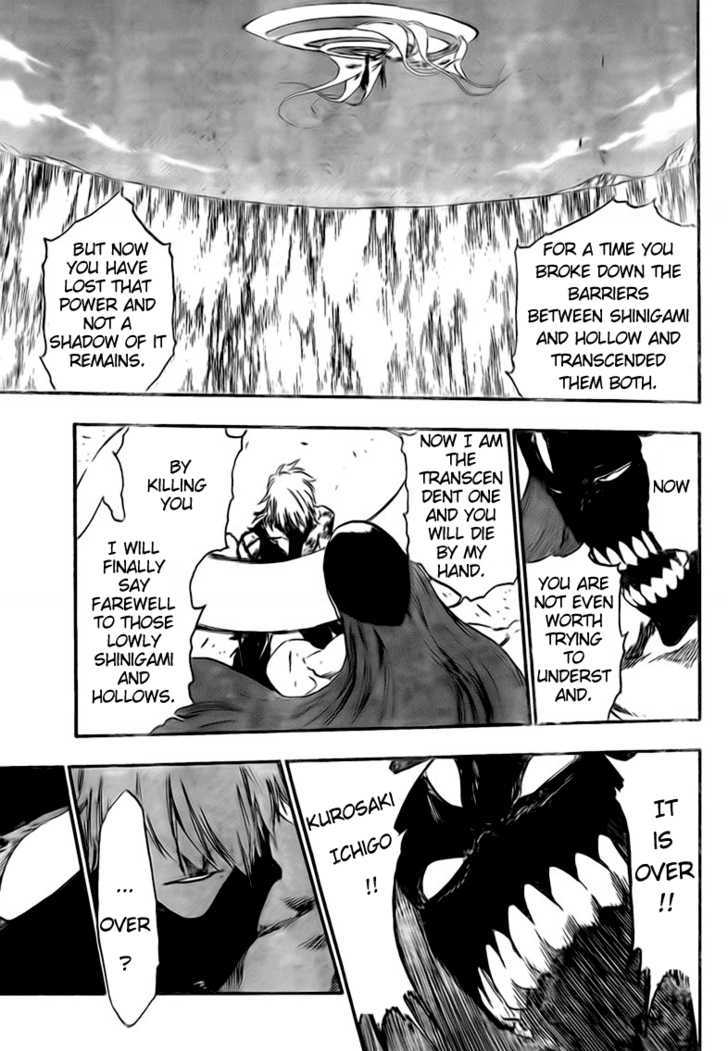 FOR A TIME YOU
BROKE DOWN THE
BARRIERS
BETWEEN SHINIGAMI
AND HOLLOW AND
TRANSCENDED
THEM BOTH.
BUT NOW
YOU HAVE
LOST THAT
POWER AND
NOT A
SHADOW OF IT
REMAINS.
NOW
YOU ARE
NOT EVEN
WORTH
TRYING
TO
UNDERST
AND.
NOW I AM
THE
TRANSCEN
DENT ONE
AND YOU
WILL DIE
BY MY
HAND.
BY
KILLING
YOU
I WILL
FINALLY
SAY
FAREWELL
TO THOSE
LOWLY
SHINIGAMI
AND
HOLLOWS.
IT
IS
OVER
!!
KUROSAKI
ICHIGO
!!
...
OVER
?